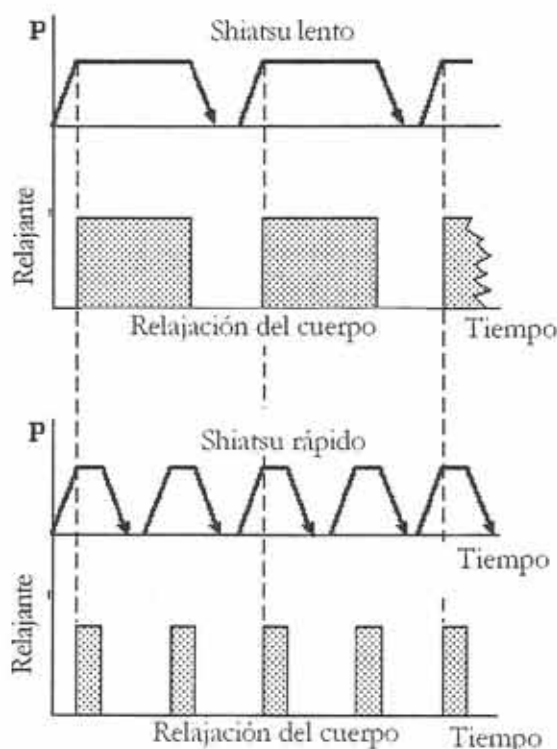 P
Shiatsu lento
Relajante
Relajación del cuerpo
Tiempo
P
Shiatsu rápido
Tiempo
Relajante
Relajación del cuerpo
Tiempo